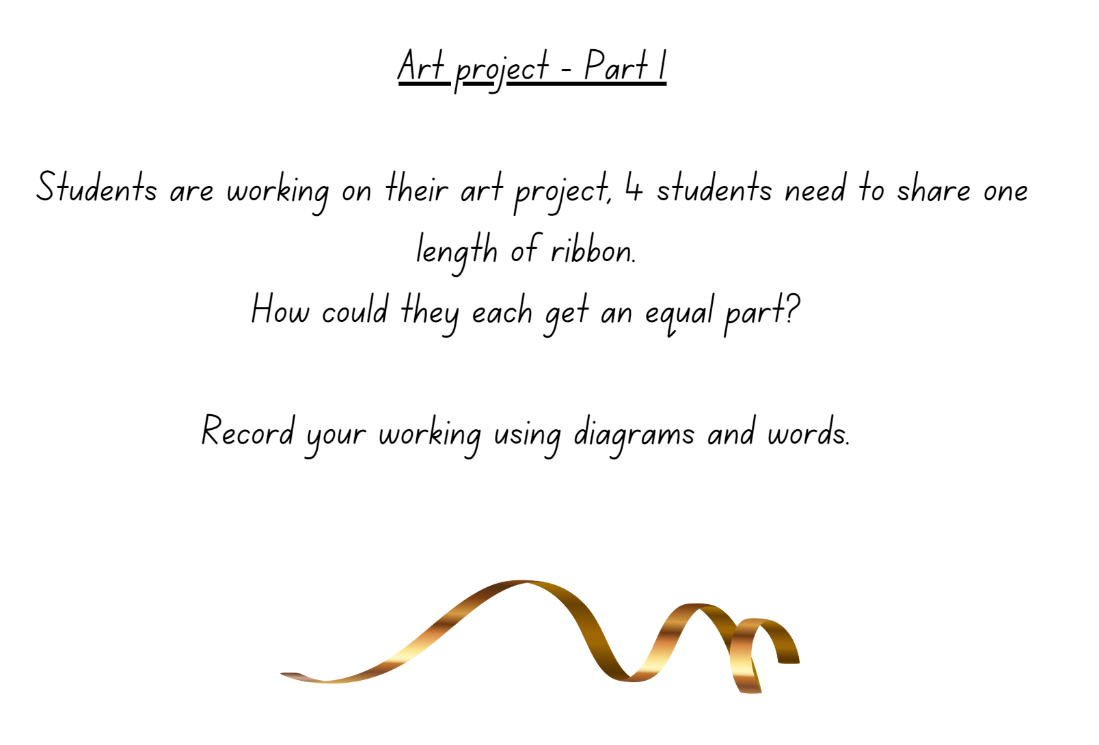 Art project - Part 1
Students are working on their art project, 4 students need to share one
length of ribbon.
How could they each get an equal part?
Record your working using diagrams and words.